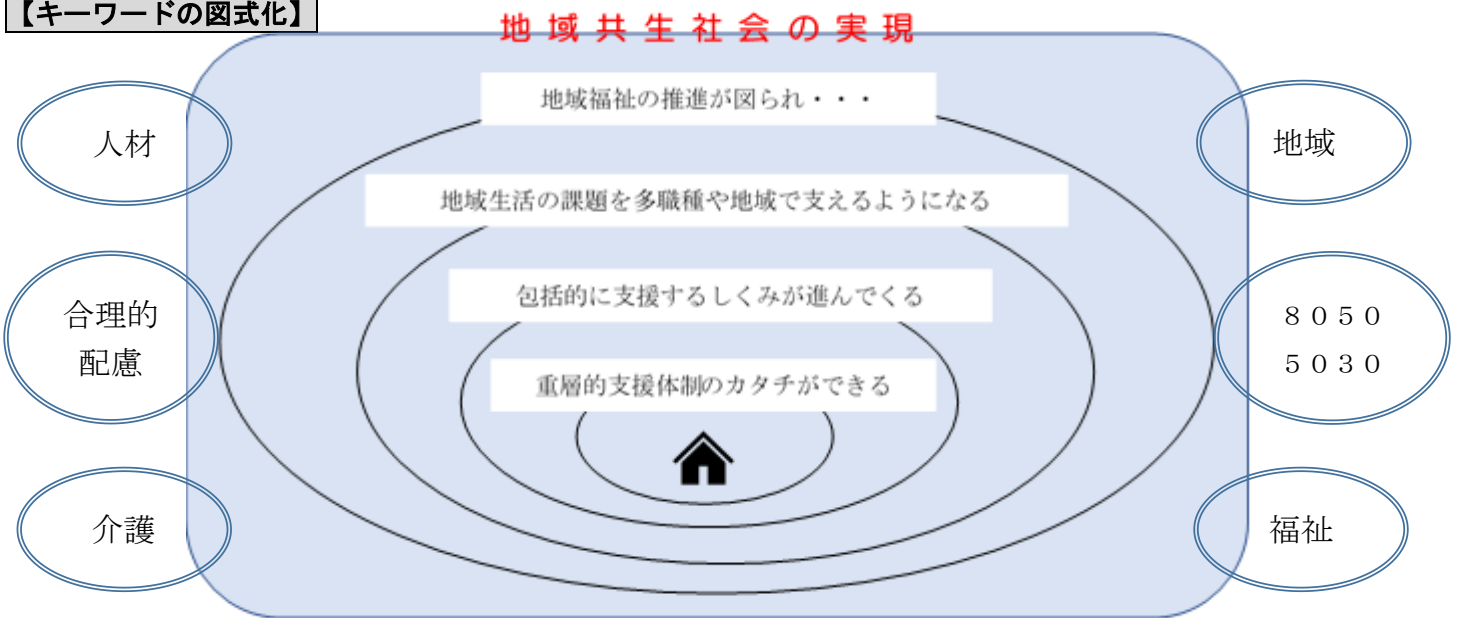 【キーワードの図式化】
地域共生社会の実現
地域福祉の推進が図られ・・・
人材
地域
地域生活の課題を多職種や地域で支えるようになる
包括的に支援するしくみが進んでくる
合理的
配慮
８０５０
５０３０
重層的支援体制のカタチができる
介護
福祉